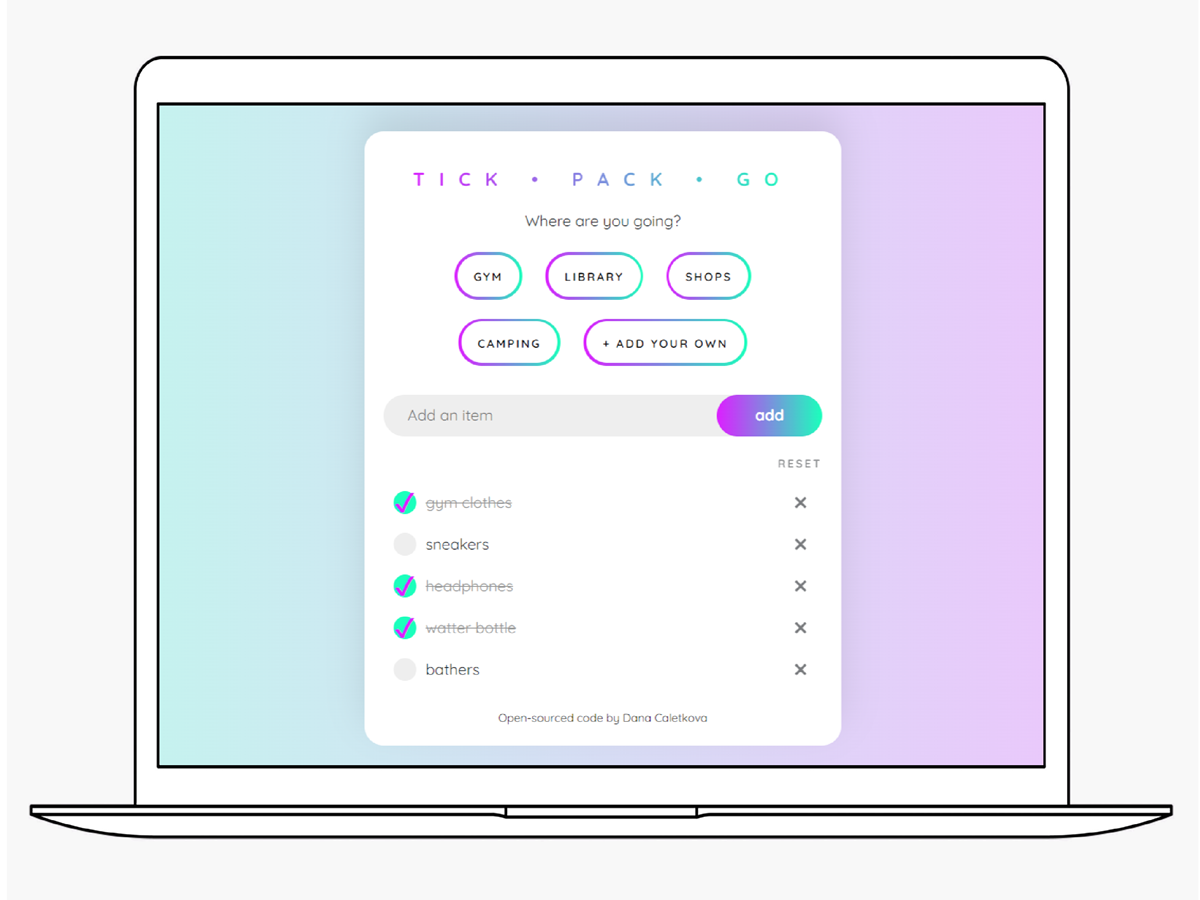 TICK • PACK • GO
Where are you going?
GYM LIBRARY SHOPS
CAMPING + ADD YOUR OWN
Add an item add
RESET
gym clothes
sneakers
headphones
watter bottle
bathers
Open-sourced code by Dana Caletkova